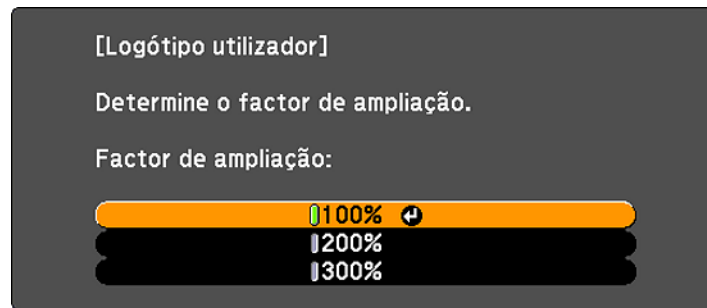 [Logótipo utilizador]
Determine o factor de ampliação.
Factor de ampliação:
100%
200%
300%